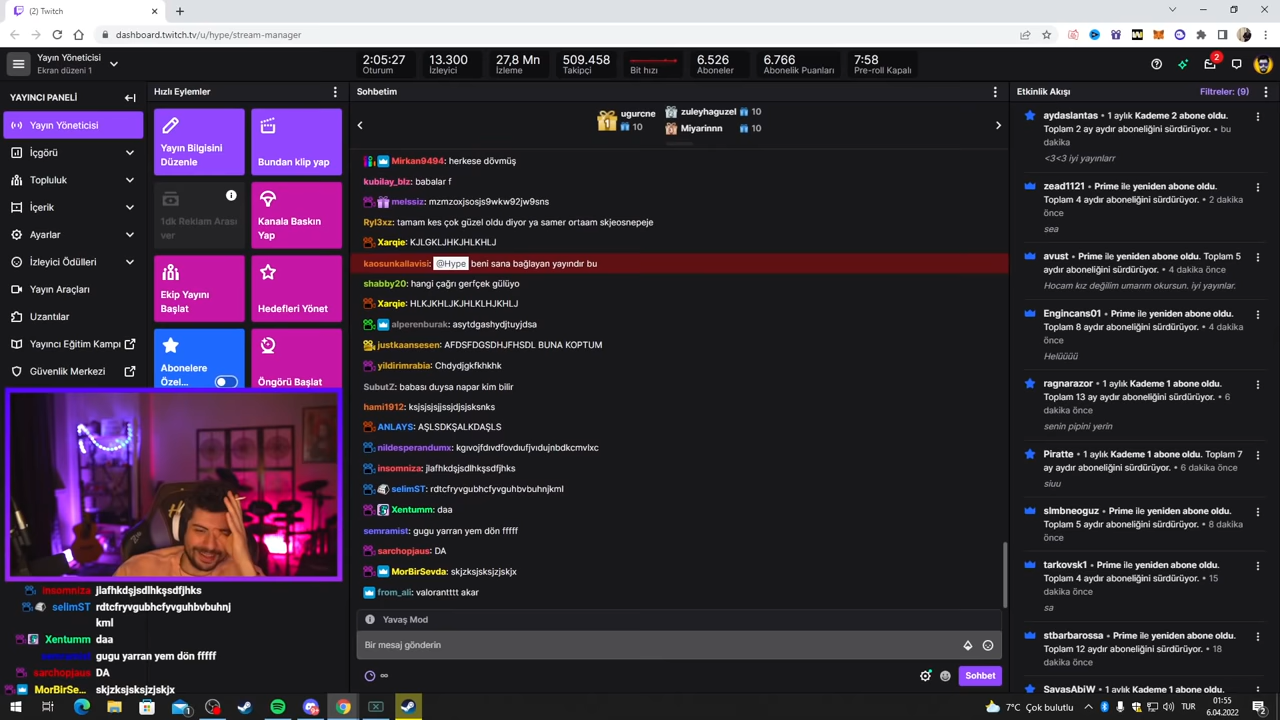 (2) Twitch
dashboard.twitch.tv/u/hype/stream-manager
Yayın Yöneticisi
Ekran düzeni 1
2:05:27
Oturum
13.300
İzleyici
27,8 Mn
İzleme
509.458
Takipçi
Bit hızı
6.526
Aboneler
6.766
Abonelik Puanları
7:58
Pre-roll Kapalı
2
YAYINCI PANELİ
Yayın Yöneticisi
İçgörü
Topluluk
İçerik
Ayarlar
İzleyici Ödülleri
Yayın Araçları
Uzantılar
Yayıncı Eğitim Kampı
Güvenlik Merkezi
Hızlı Eylemler
Yayın Bilgisini
Düzenle
Bundan klip yap
1dk Reklam Arası
ver
Kanala Baskın
Yap
Ekip Yayını
Başlat
Hedefleri Yönet
Abonelere
Özel...
Öngörü Başlat
Sohbetim
1 ugurcne
10
zuleyhaguzel 10
Miyarinnn 10
Mirkan9494: herkese dövmüş
kubilay_blz: babalar f
melssiz: mzmzoxjsosjs9wkw92jw9sns
Ryl3xz: tamam kes çok güzel oldu diyor ya samer ortaam skjeosnepeje
Xarqie: KJLGKLJHKJHLKHLJ
kaosunkallavisi: @Hype beni sana bağlayan yayındır bu
shabby20: hangi çağrı gerfçek gülüyo
Xarqie: HLKJKHLJKHJLKLHJKHLJ
alperenburak: asytdgashydjtuyjdsa
justkaansesen: AFDSFDGSDHJFHSDL BUNA KOPTUM
yildirimrabia: Chdydjgkfkhkhk
SubutZ: babası duysa napar kim bilir
hami1912: ksjsjsjsjjssjdjsjsksnks
ANLAYS: AŞLSDKŞALKDAŞLS
nildesperandumx: kgıvojfdıvdfovdıufjvıdujnbdkcmvlxc
insomniza: jlafhkdşjsdlhkşsdfjhks
selimST: rdtcfryvgubhcfyvguhbvbuhnjkml
Xentumm: daa
semramist: gugu yarran yem dön fffff
sarchopjaus: DA
MorBirSevda: skjzksjsksjzjskjx
from_ali: valorantttt akar
Yavaş Mod
Bir mesaj gönderin
Sohbet
Etkinlik Akışı
Filtreler: (9)
aydaslantas • 1 aylık Kademe 2 abone oldu.
Toplam 2 ay aydır aboneliğini sürdürüyor. • bu
dakika
<3<3 iyi yayınlarr
zead1121 • Prime ile yeniden abone oldu.
Toplam 4 aydır aboneliğini sürdürüyor. • 2 dakika
önce
sea
avust • Prime ile yeniden abone oldu. Toplam 5
aydır aboneliğini sürdürüyor. • 4 dakika önce
Hocam kız değilim umarım okursun. iyi yayınlar.
Engincans01 • Prime ile yeniden abone oldu.
Toplam 8 aydır aboneliğini sürdürüyor. • 4 dakika
önce
Helüüüü
ragnarazor • 1 aylık Kademe 1 abone oldu.
Toplam 13 ay aydır aboneliğini sürdürüyor. • 6
dakika önce
senin pipini yerin
Piratte • 1 aylık Kademe 1 abone oldu. Toplam 7
ay aydır aboneliğini sürdürüyor. • 6 dakika önce
siuu
slmbneoguz • Prime ile yeniden abone oldu.
Toplam 5 aydır aboneliğini sürdürüyor. • 8 dakika
önce
tarkovsk1 • Prime ile yeniden abone oldu.
Toplam 4 aydır aboneliğini sürdürüyor. • 15
dakika önce
sa
stbarbarossa • Prime ile yeniden abone oldu.
Toplam 12 aydır aboneliğini sürdürüyor. • 18
dakika önce
SavasAbiW • 1 aylık Kademe 1 abone oldu.
insomniza jlafhkdşjsdlhkşsdfjhks
selimST rdtcfryvgubhcfyvguhbvbuhnj
kml
Xentumm daa
semramist gugu yarran yem dön fffff
sarchopjaus DA
MorBirSe... skjzksjsksjzjskjx
7°C Çok bulutlu
TUR
01:55
6.04.2022
2